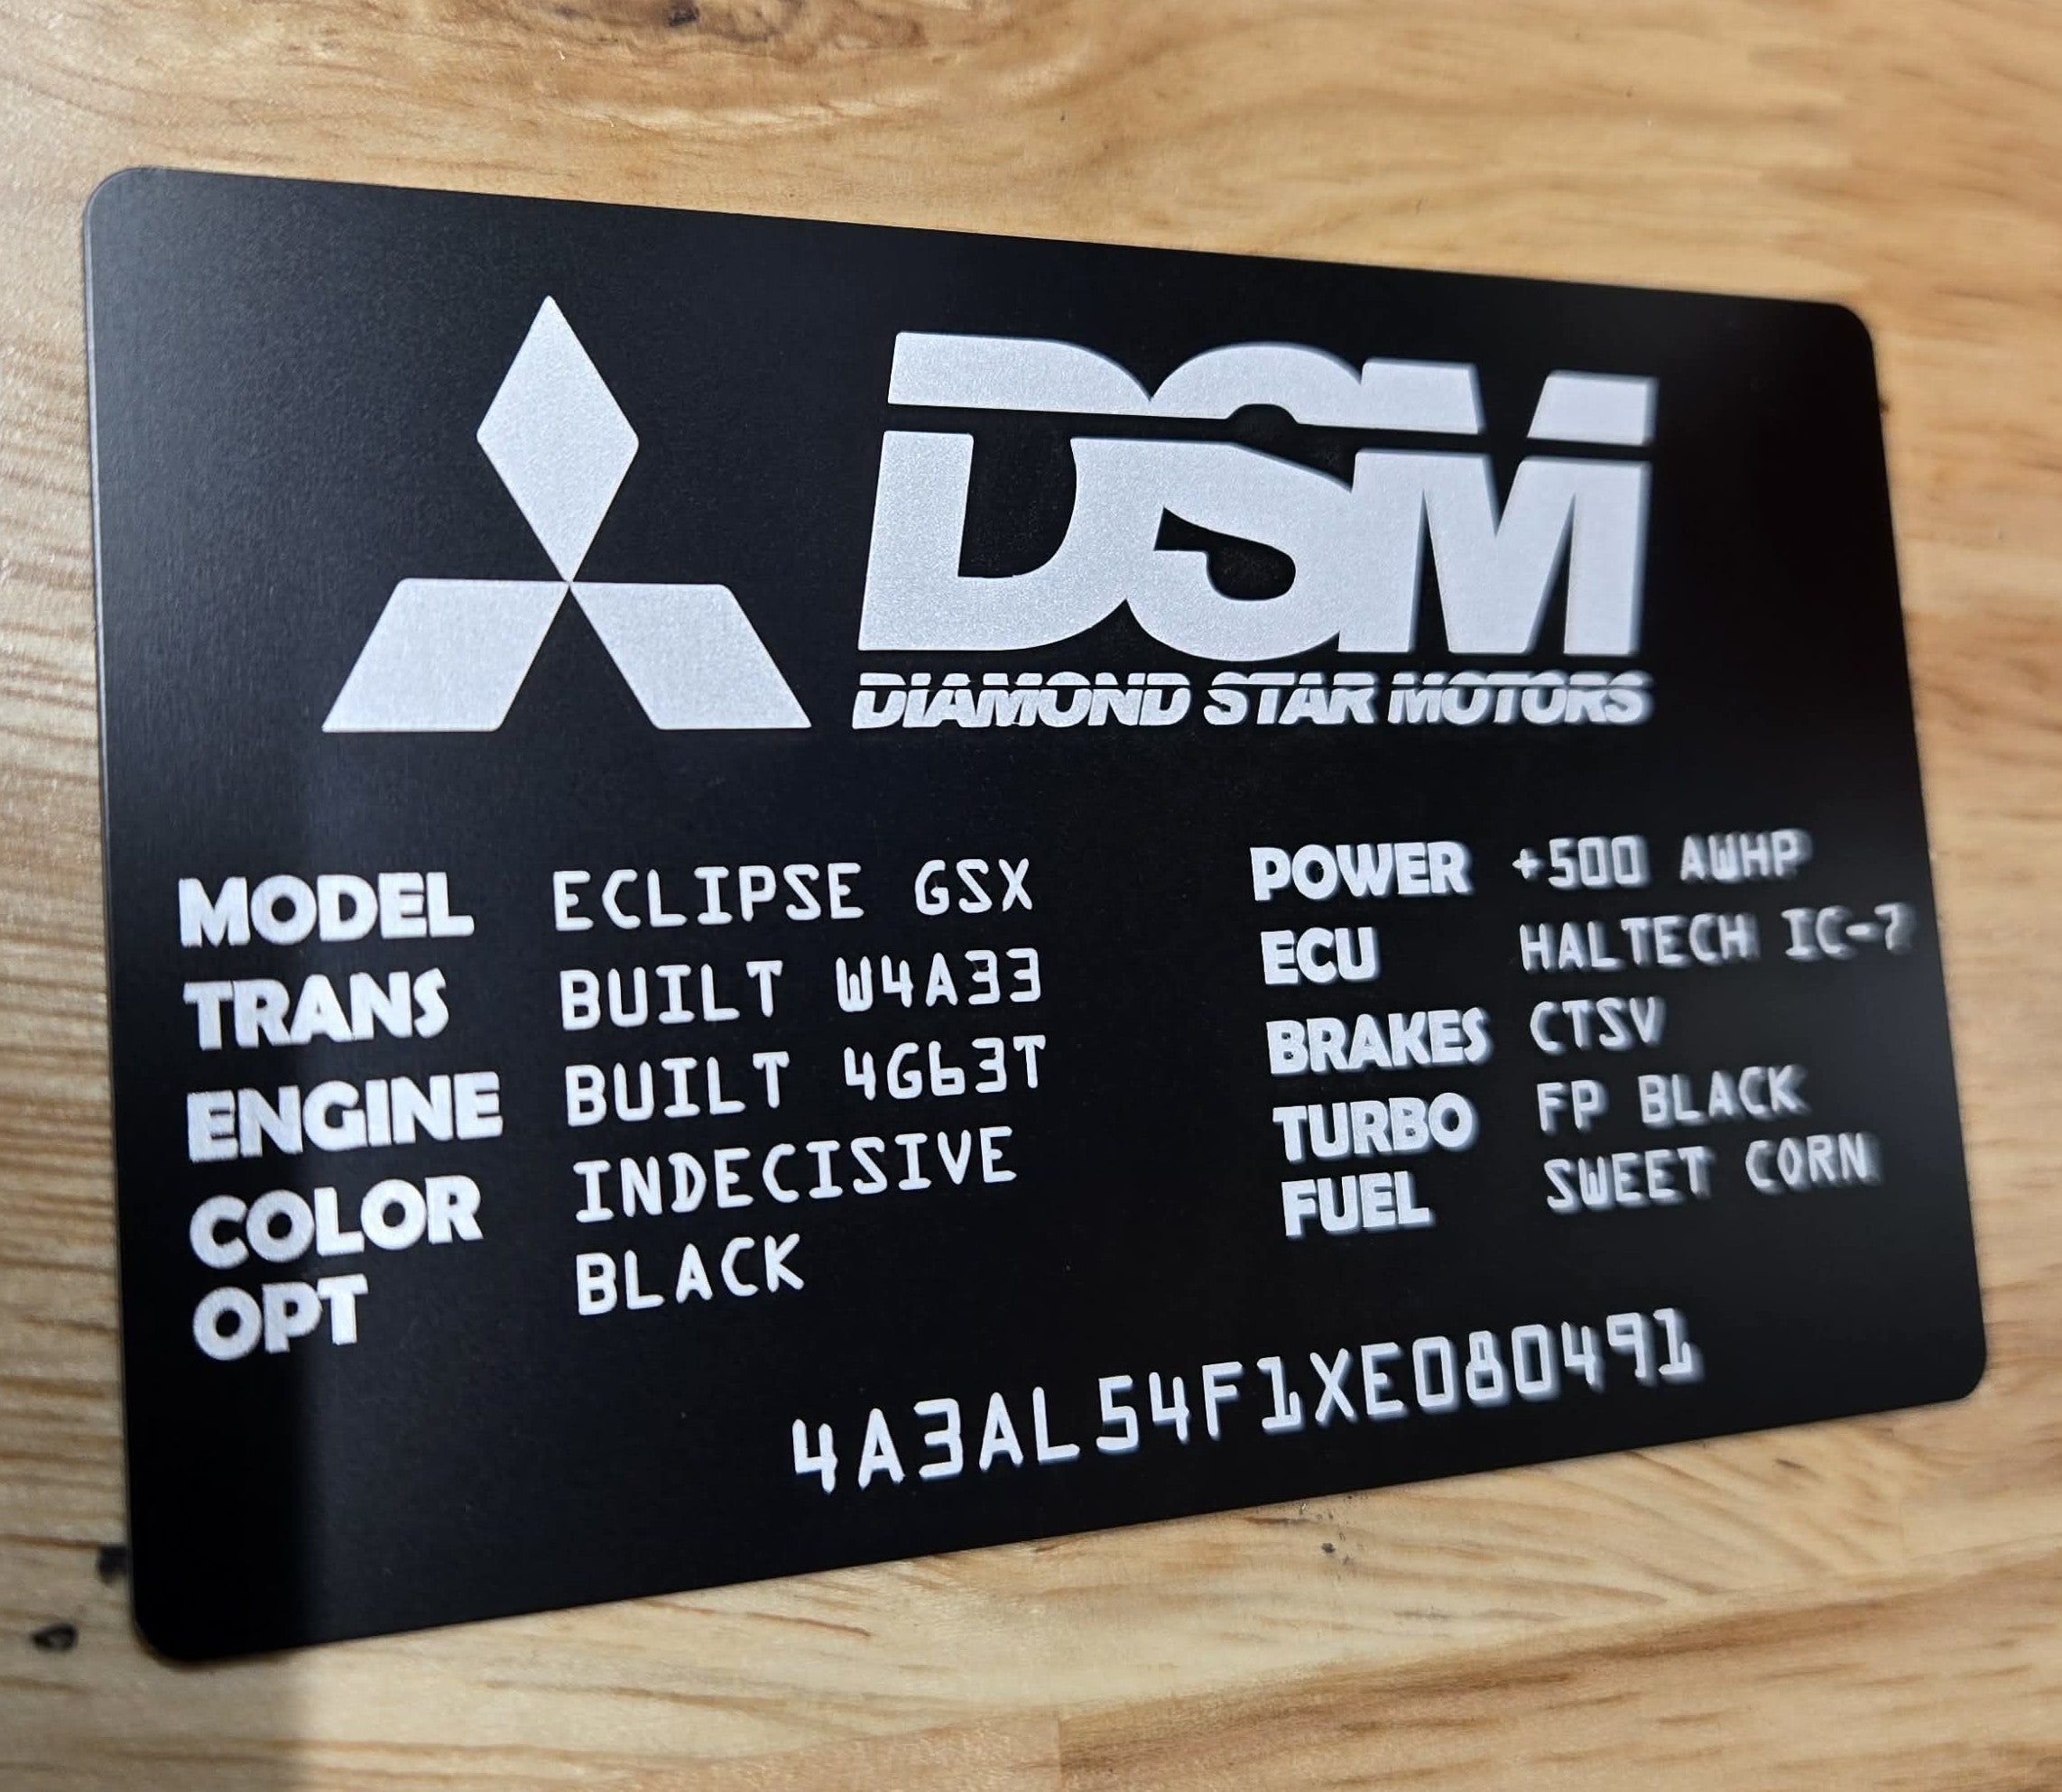 DSM
DIAMOND STAR MOTORS
MODEL ECLIPSE GSX
TRANS BUILT W4A33
ENGINE BUILT 4G63T
COLOR INDECISIVE
OPT BLACK
POWER +500 AWHP
ECU HALTECH IC-7
BRAKES CTSV
TURBO FP BLACK
FUEL SWEET CORN
4A3AL54F1XE080491